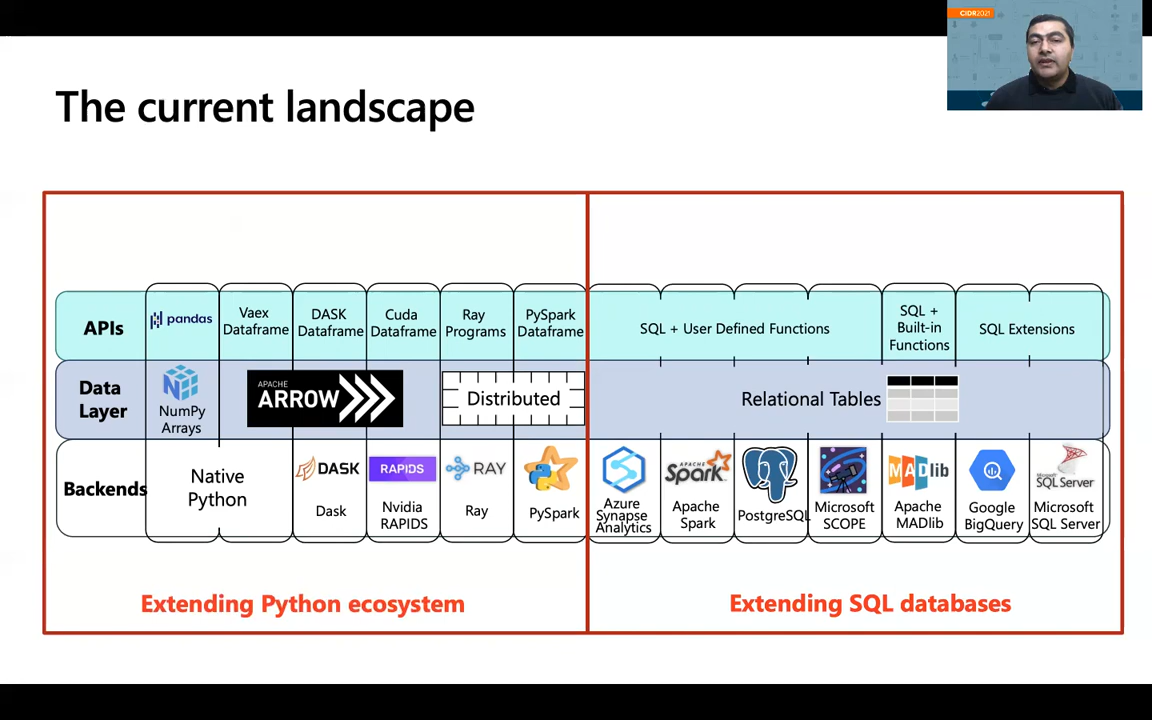 CIDR2021
The current landscape
APIs
pandas
Vaex
Dataframe
DASK
Dataframe
Cuda
Dataframe
Ray
Programs
PySpark
Dataframe
SQL + User Defined Functions
SQL +
Built-in
Functions
SQL Extensions
Data
Layer
NumPy
Arrays
APACHE
ARROW
Distributed
Relational Tables
Backends
Native
Python
DASK
Dask
RAPIDS
Nvidia
RAPIDS
RAY
Ray
PySpark
Azure
Synapse
Analytics
APACHE
Spark
Apache
Spark
PostgreSQL
Microsoft
SCOPE
MADlib
Apache
MADlib
Google
BigQuery
Microsoft
SQL Server
Microsoft
SQL Server
Extending Python ecosystem
Extending SQL databases